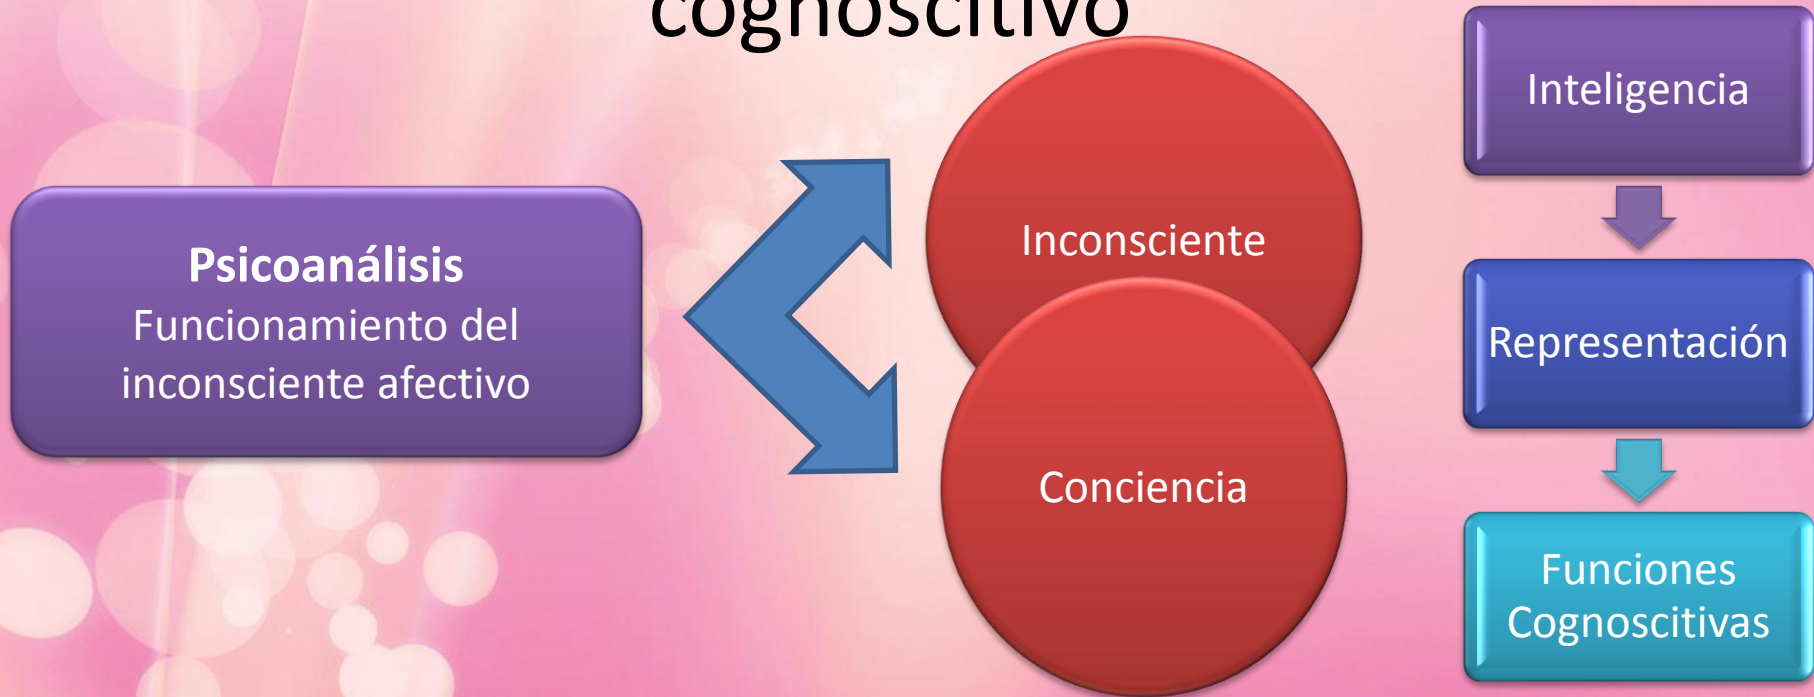 cognoscitivo
Psicoanálisis
Funcionamiento del
inconsciente afectivo
Inconsciente
Conciencia
Inteligencia
Representación
Funciones
Cognoscitivas